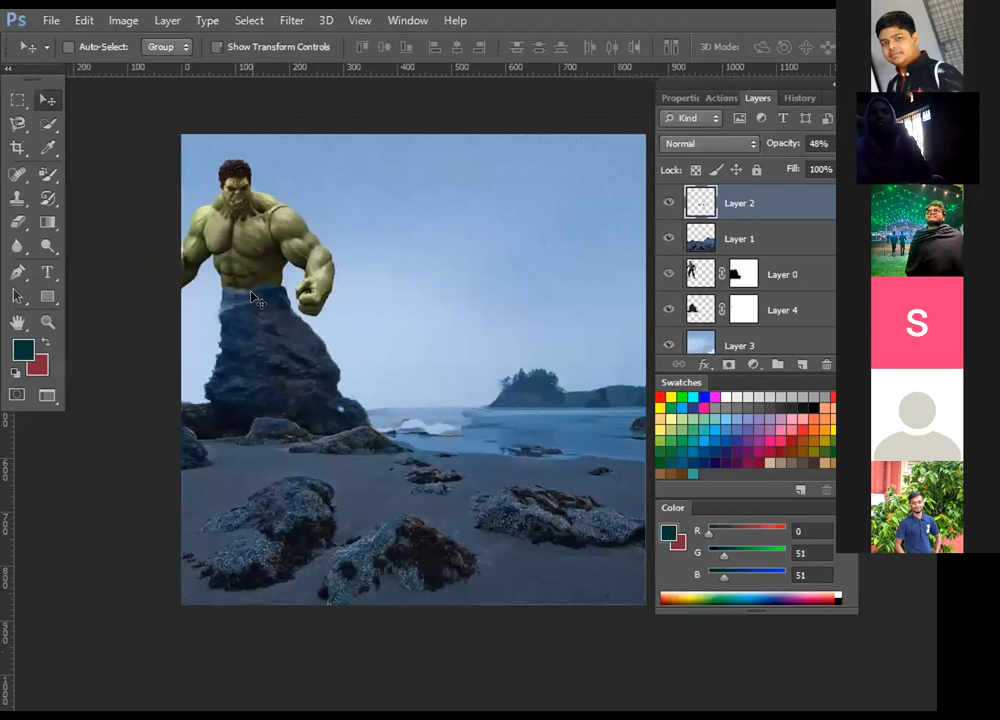 Ps File Edit Image Layer Type Select Filter 3D View Window Help
Auto-Select: Group Show Transform Controls 3D Mode:
200 100 0 100 200 300 400 500 600 700 800 900 1000 1100
Properti Actions Layers History
Kind
Normal Opacity: 48%
Lock: Fill: 100%
Layer 2
Layer 1
Layer 0
Layer 4
Layer 3
fx
Swatches
Color
R 0
G 51
B 51
S